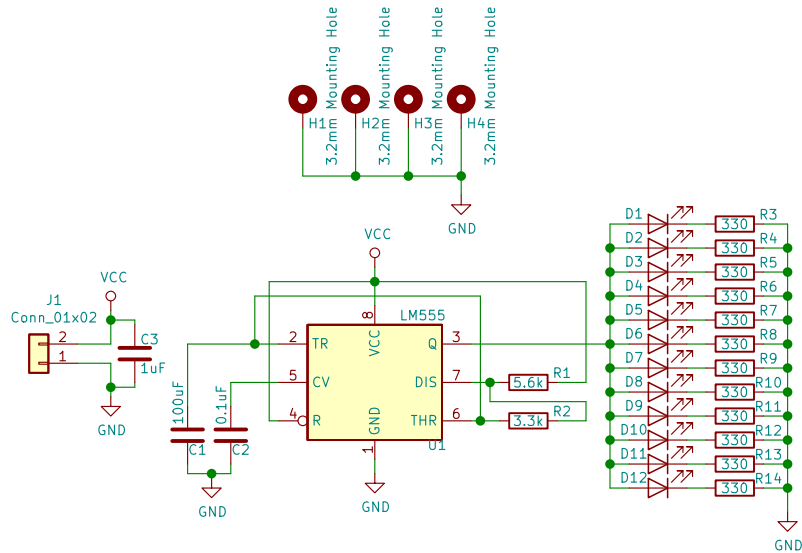 3.2mm Mounting Hole
3.2mm Mounting Hole
3.2mm Mounting Hole
3.2mm Mounting Hole
H1
H2
H3
H4
GND
VCC
J1
Conn_01x02
2
1
VCC
C3
1uF
GND
100uF
C1
0.1uF
C2
GND
LM555
8
VCC
2
TR
Q
3
5
CV
DIS
7
4
R
THR
6
GND
1
U1
GND
R1
5.6k
R2
3.3k
D1
330
R3
D2
330
R4
D3
330
R5
D4
330
R6
D5
330
R7
D6
330
R8
D7
330
R9
D8
330
R10
D9
330
R11
D10
330
R12
D11
330
R13
D12
330
R14
GND